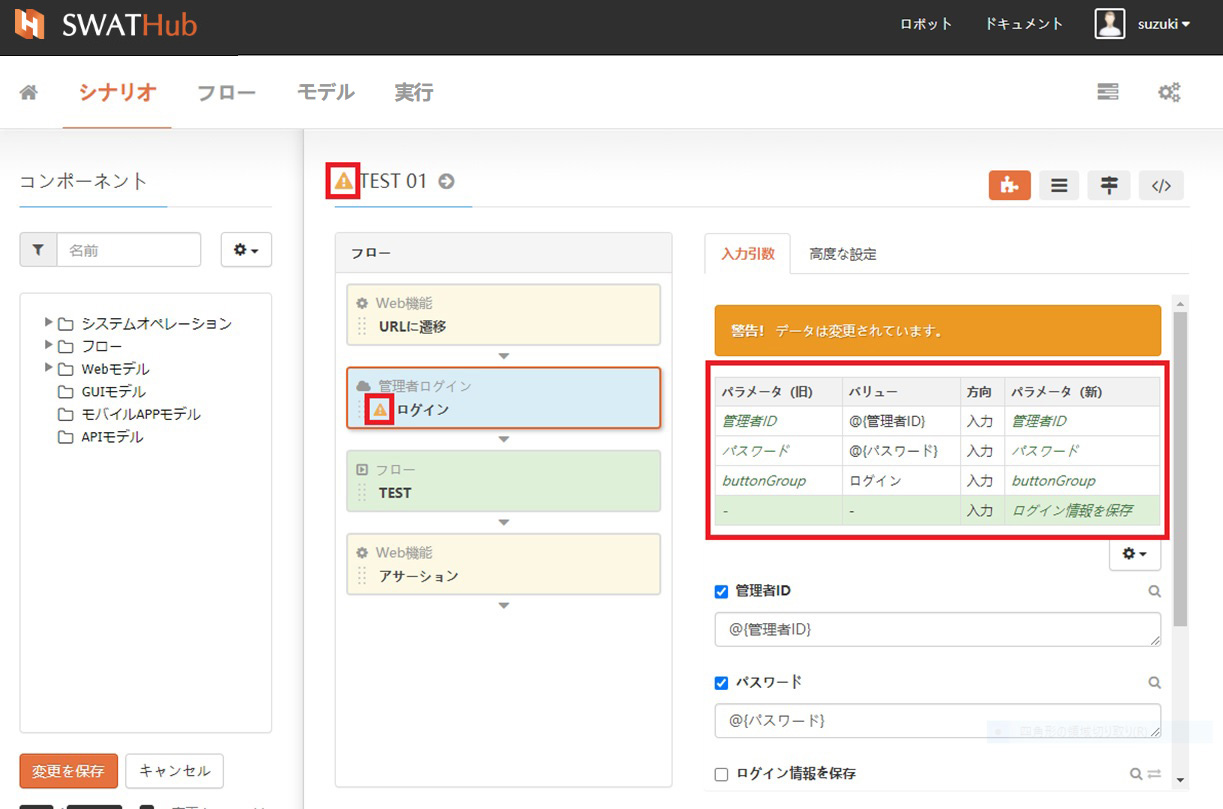 SWATHub
ロボット ドキュメント suzuki
シナリオ フロー モデル 実行
コンポーネント
名前
システムオペレーション
フロー
Webモデル
GUIモデル
モバイルAPPモデル
APIモデル
変更を保存 キャンセル
TEST 01
フロー
Web機能
URLに遷移
管理者ログイン
ログイン
フロー
TEST
Web機能
アサーション
入力引数 高度な設定
警告! データは変更されています。
パラメータ（旧） バリュー 方向 パラメータ（新）
管理者ID @{管理者ID} 入力 管理者ID
パスワード @{パスワード} 入力 パスワード
buttonGroup ログイン 入力 buttonGroup
- - 入力 ログイン情報を保存
管理者ID
@{管理者ID}
パスワード
@{パスワード}
四角形の領域切り取り(R)
ログイン情報を保存